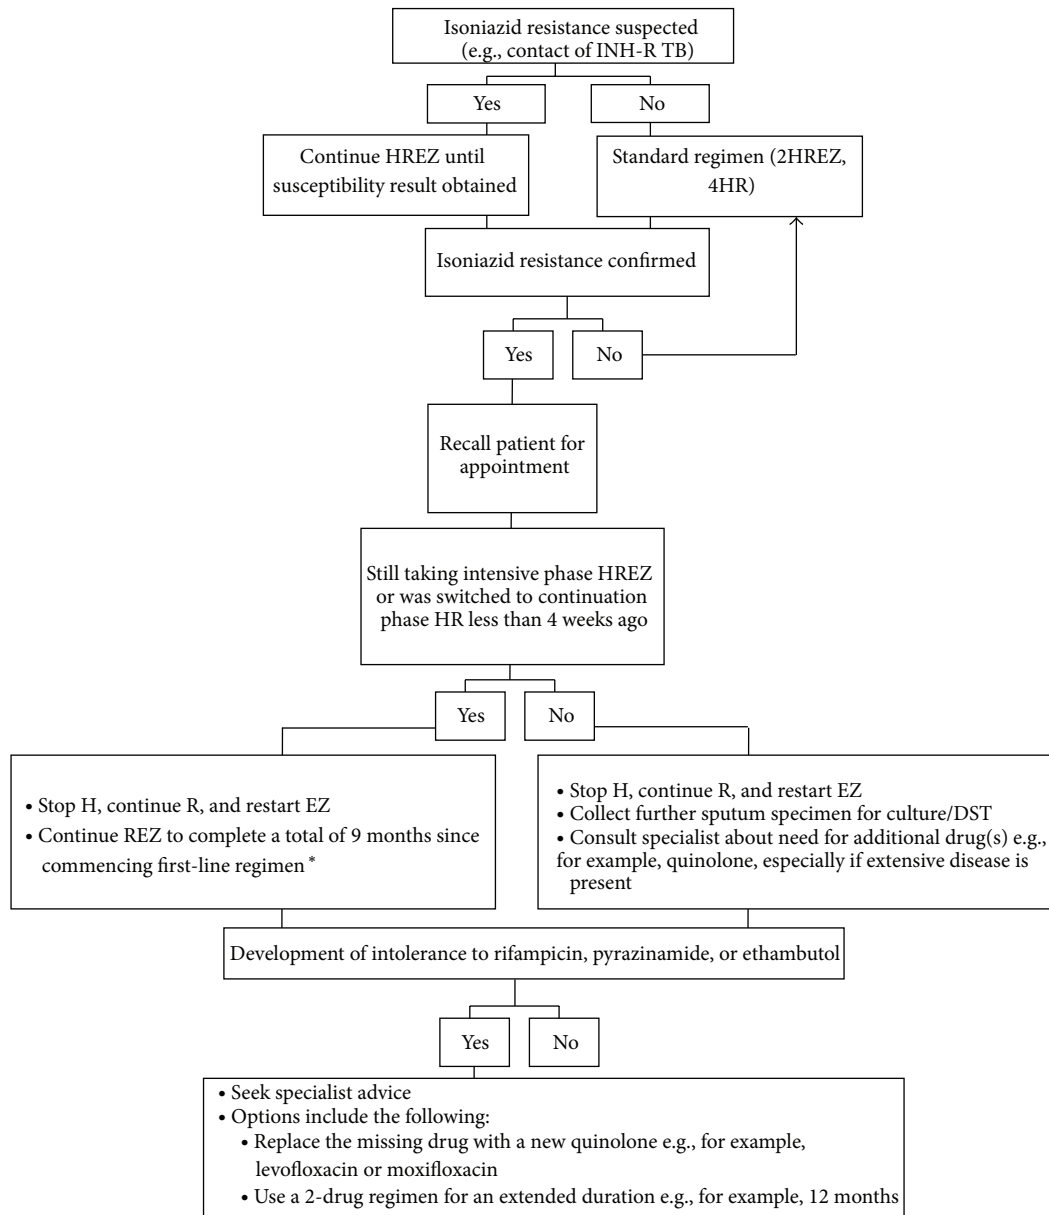 Isoniazid resistance suspected
(e.g., contact of INH-R TB)
Yes
No
Continue HREZ until
susceptibility result obtained
Standard regimen (2HREZ,
4HR)
Isoniazid resistance confirmed
Yes
No
Recall patient for
appointment
Still taking intensive phase HREZ
or was switched to continuation
phase HR less than 4 weeks ago
Yes
No
• Stop H, continue R, and restart EZ
• Continue REZ to complete a total of 9 months since
commencing first-line regimen*
• Stop H, continue R, and restart EZ
• Collect further sputum specimen for culture/DST
• Consult specialist about need for additional drug(s) e.g.,
for example, quinolone, especially if extensive disease is
present
Development of intolerance to rifampicin, pyrazinamide, or ethambutol
Yes
No
• Seek specialist advice
• Options include the following:
• Replace the missing drug with a new quinolone e.g., for example,
levofloxacin or moxifloxacin
• Use a 2-drug regimen for an extended duration e.g., for example, 12 months